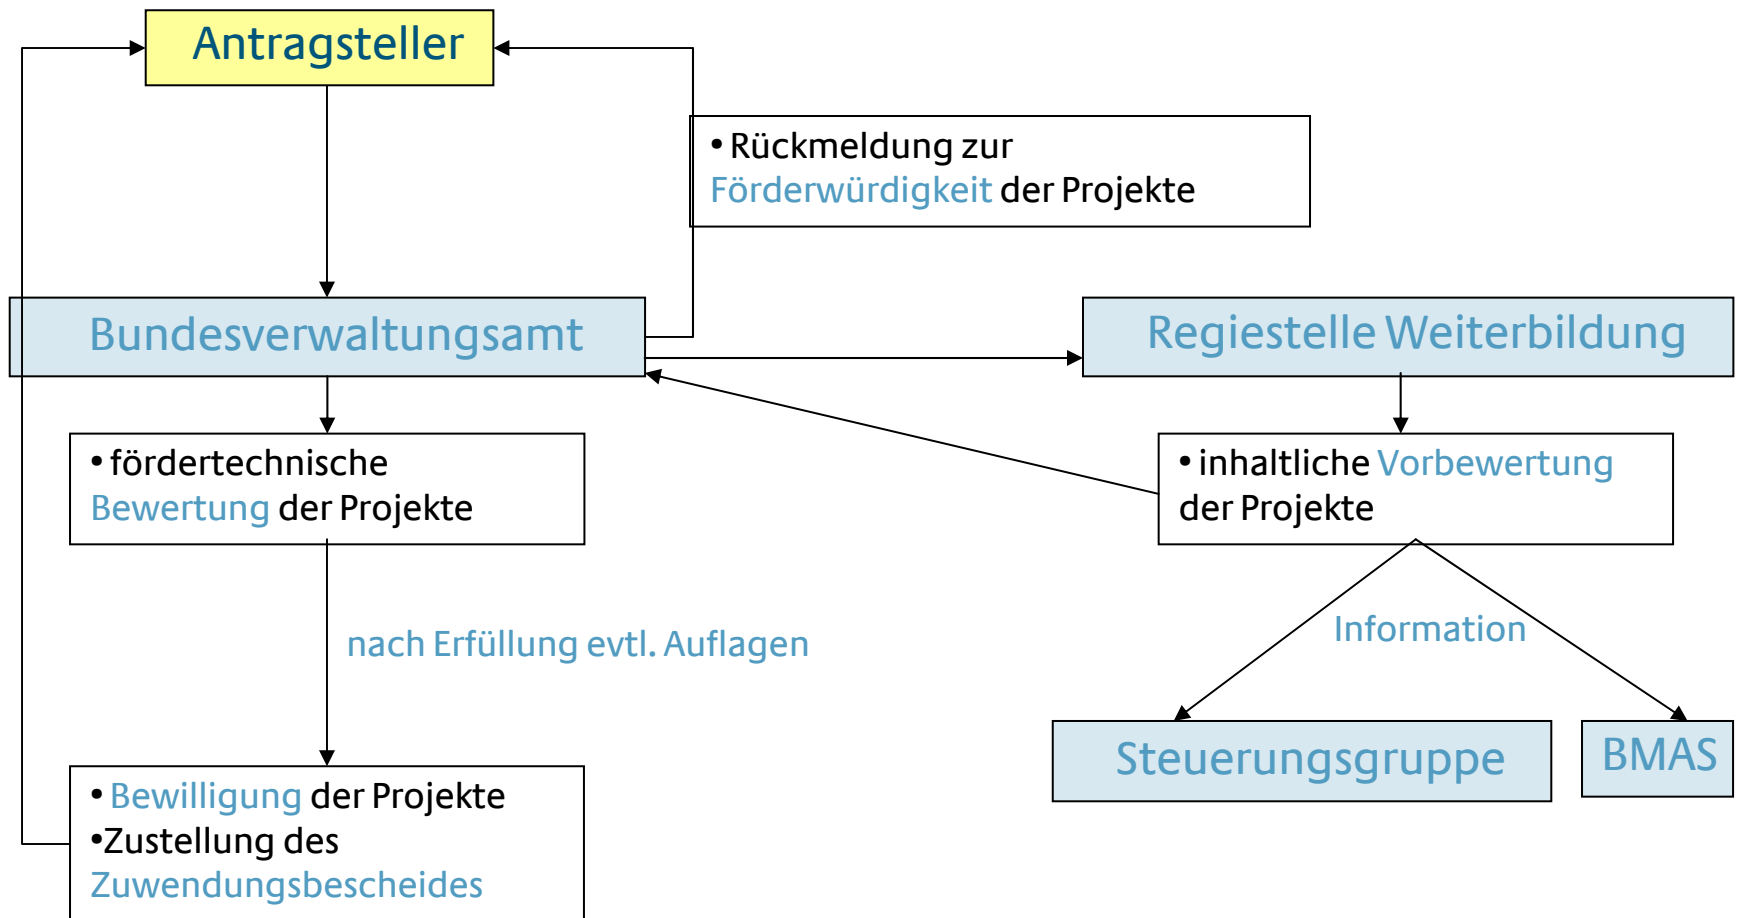 Antragsteller
• Rückmeldung zur
Förderwürdigkeit der Projekte
Bundesverwaltungsamt
Regiestelle Weiterbildung
• fördertechnische
Bewertung der Projekte
• inhaltliche Vorbewertung
der Projekte
nach Erfüllung evtl. Auflagen
Information
Steuerungsgruppe
BMAS
• Bewilligung der Projekte
•Zustellung des
Zuwendungsbescheides